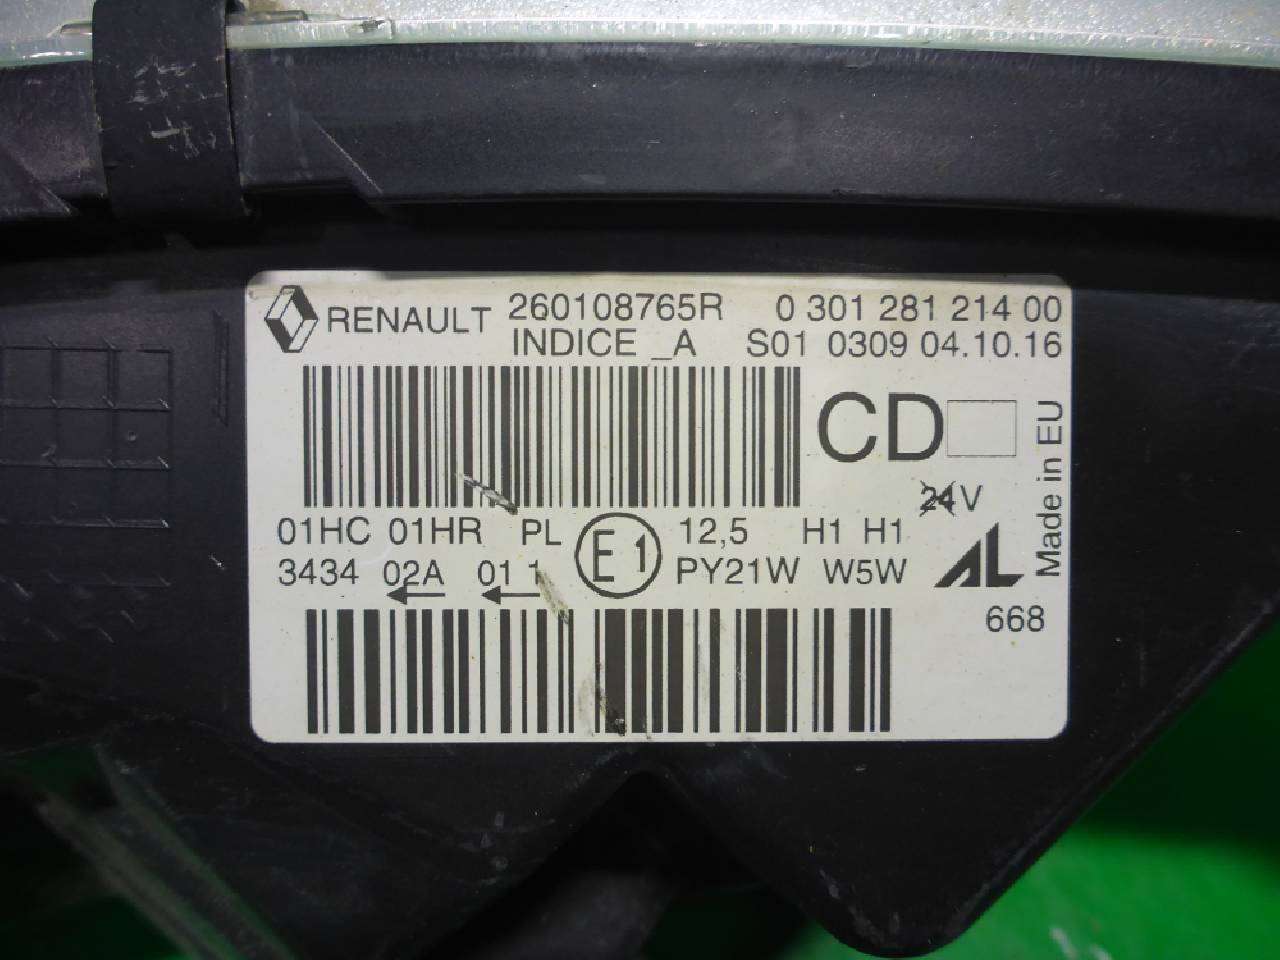 RENAULT 260108765R 0 301 281 214 00
INDICE _A S01 0309 04.10.16
CD
24V
Made in EU
01HC 01HR PL E1 12,5 H1 H1
3434 02A 01 1 PY21W W5W AL
668